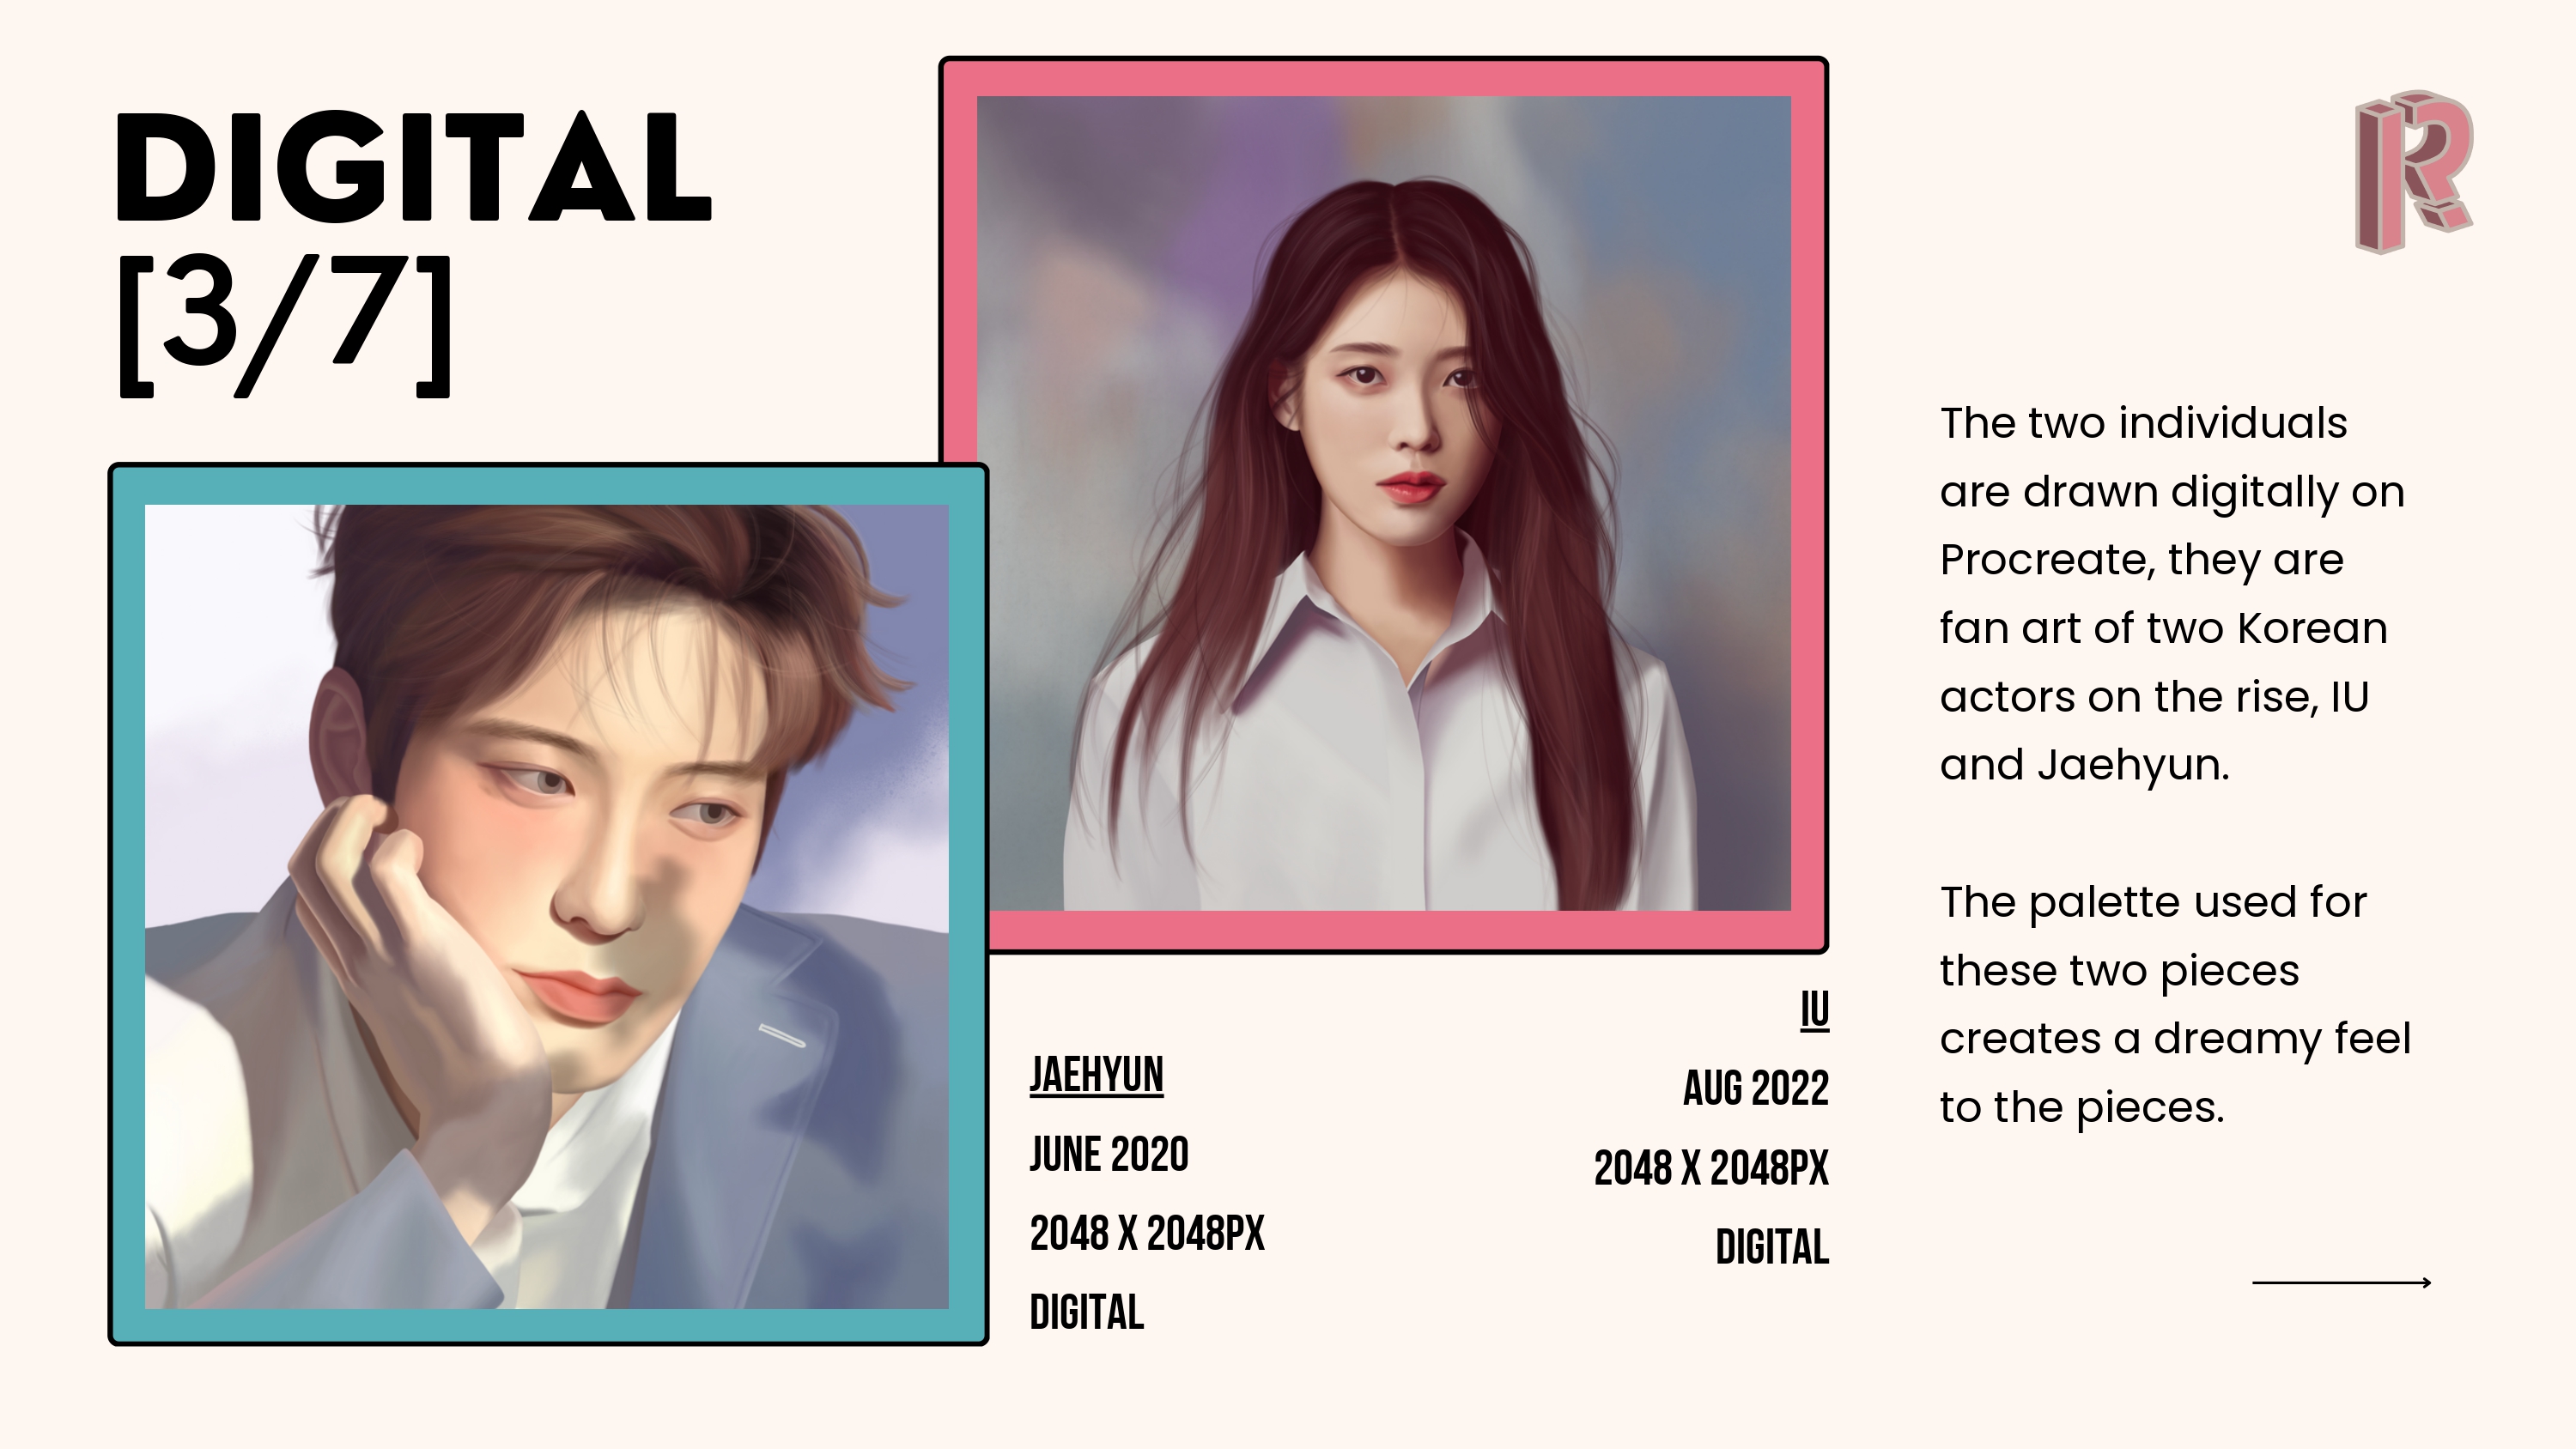 DIGITAL
[3/7]
JAEHYUN
JUNE 2020
2048 X 2048PX
DIGITAL
IU
AUG 2022
2048 X 2048PX
DIGITAL
The two individuals
are drawn digitally on
Procreate, they are
fan art of two Korean
actors on the rise, IU
and Jaehyun.
The palette used for
these two pieces
creates a dreamy feel
to the pieces.
R